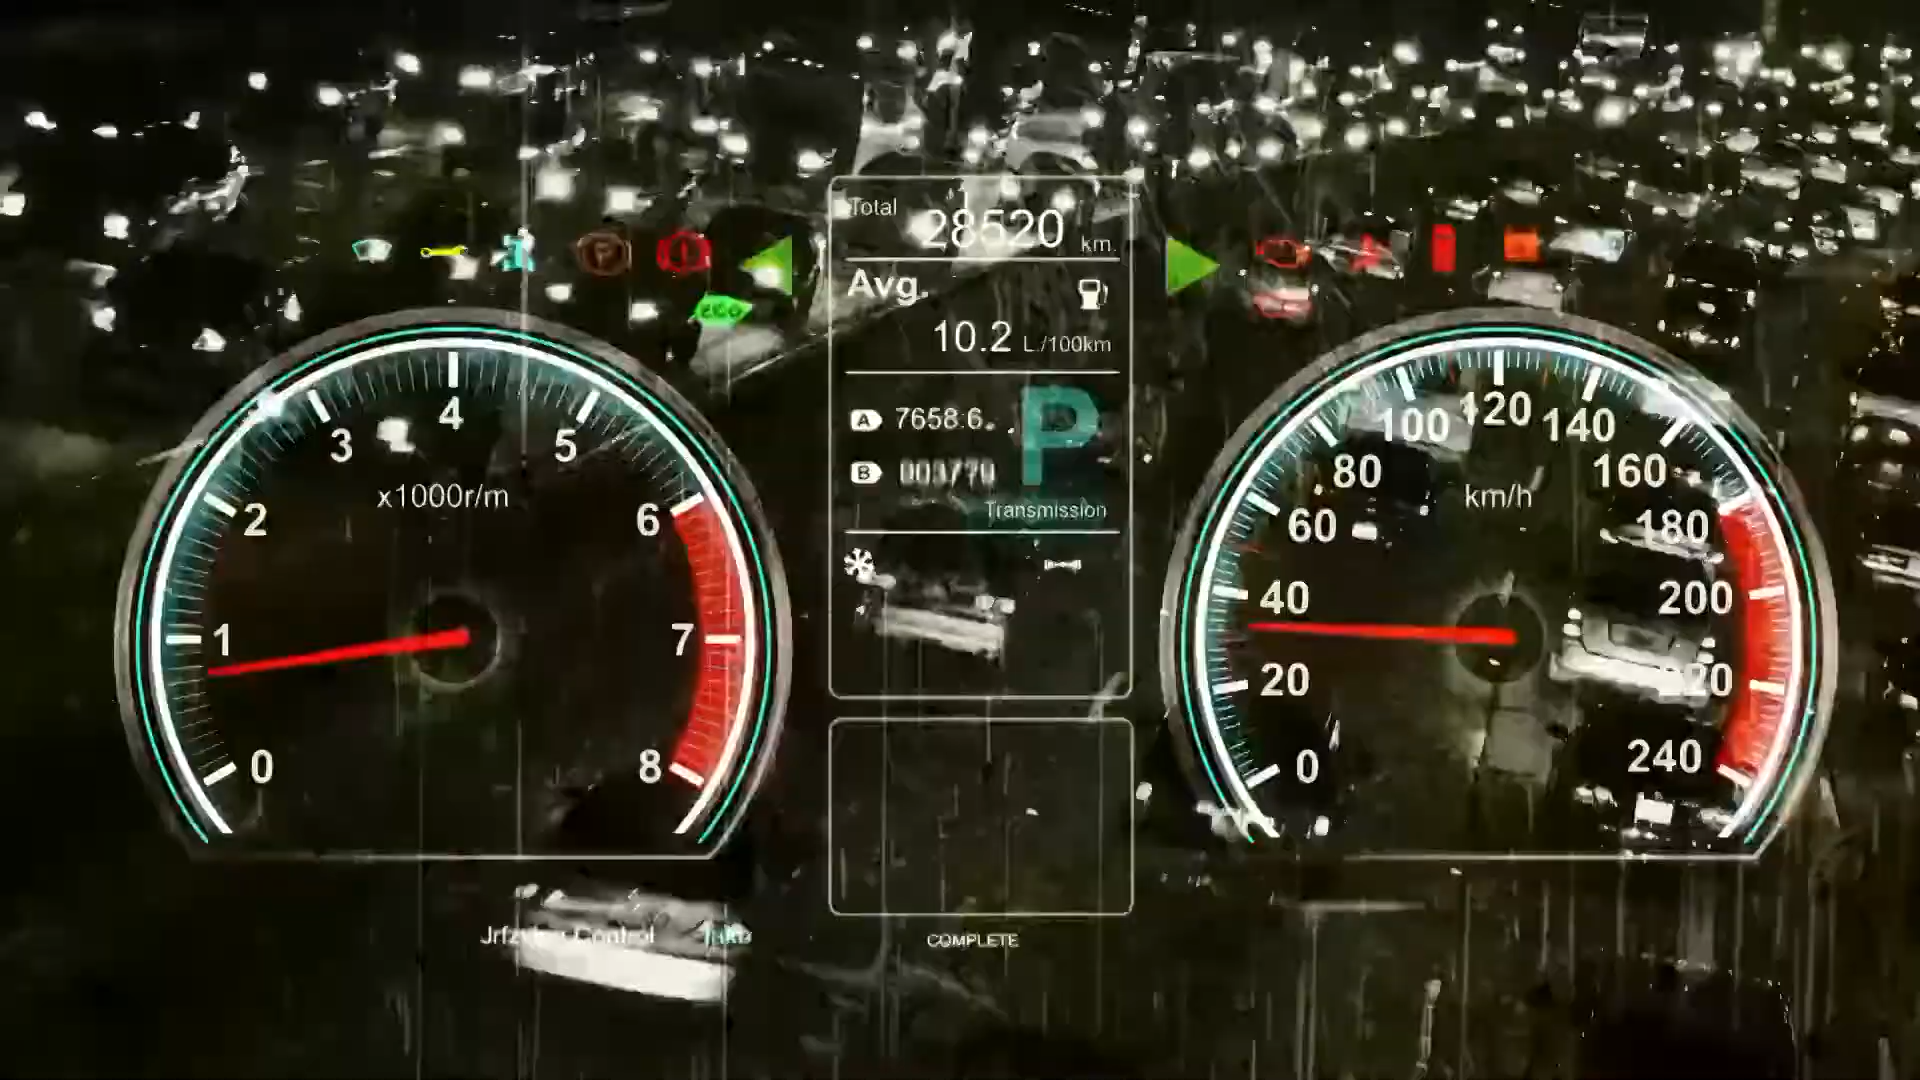 Total
28520 km.
Avg.
10.2 L./100km
A 7658.6
B
P
Transmission
P
ECO
0
1
2
3
4
5
6
7
8
x1000r/m
0
20
40
60
80
100
120
140
160
180
200
240
km/h
Control
COMPLETE